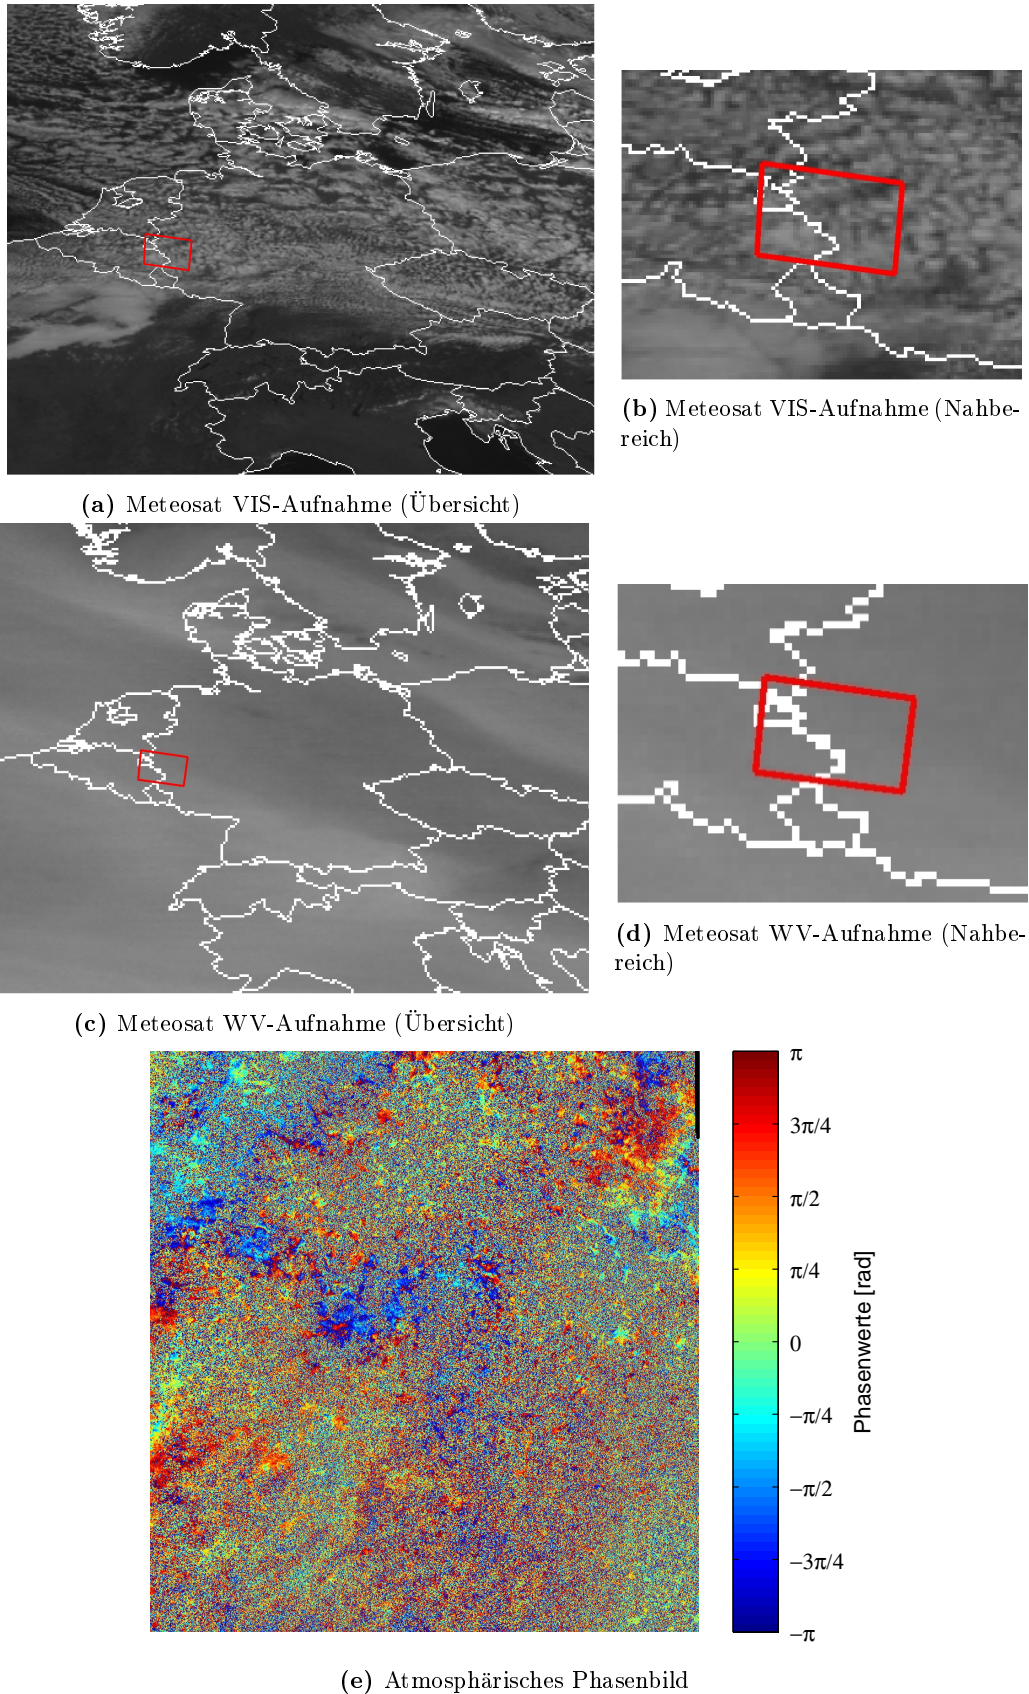 (b) Meteosat VIS-Aufnahme (Nahbe-
reich)
(a) Meteosat VIS-Aufnahme (Übersicht)
(d) Meteosat WV-Aufnahme (Nahbe-
reich)
(c) Meteosat WV-Aufnahme (Übersicht)
π
3π/4
π/2
π/4
0
−π/4
−π/2
−3π/4
−π
Phasenwerte [rad]
(e) Atmosphärisches Phasenbild